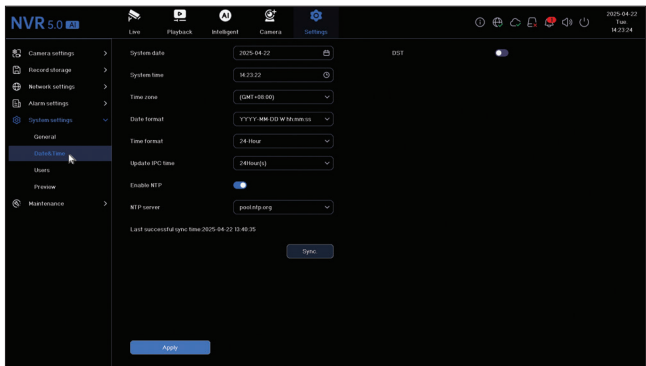 NVR 5.0 AI
Live Playback Intelligent Camera Settings
2025-04-22
Tue
14:23:24
Camera settings
Record storage
Network settings
Alarm settings
System settings
General
Date&Time
Users
Preview
Maintenance
System date 2025-04-22 DST
System time 14:23:22
Time zone (GMT+08:00)
Date format YYYY-MM-DD W hh:mm:ss
Time format 24-Hour
Update IPC time 24Hour(s)
Enable NTP
NTP server pool.ntp.org
Last successful sync time:2025-04-22 13:40:35
Sync
Apply